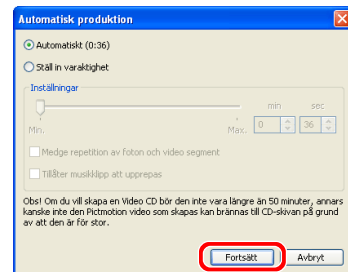 Automatisk produktion
Automatiskt (0:36)
Ställ in varaktighet
Inställningar
min sec
Min. Max. 0 36
Medge repetition av foton och video segment
Tillåter musikklipp att upprepas
Obs! Om du vill skapa en Video CD bör den inte vara längre än 50 minuter, annars
kanske inte den Pictmotion video som skapas kan brännas till CD-skivan på grund
av att den är för stor.
Fortsätt Avbryt